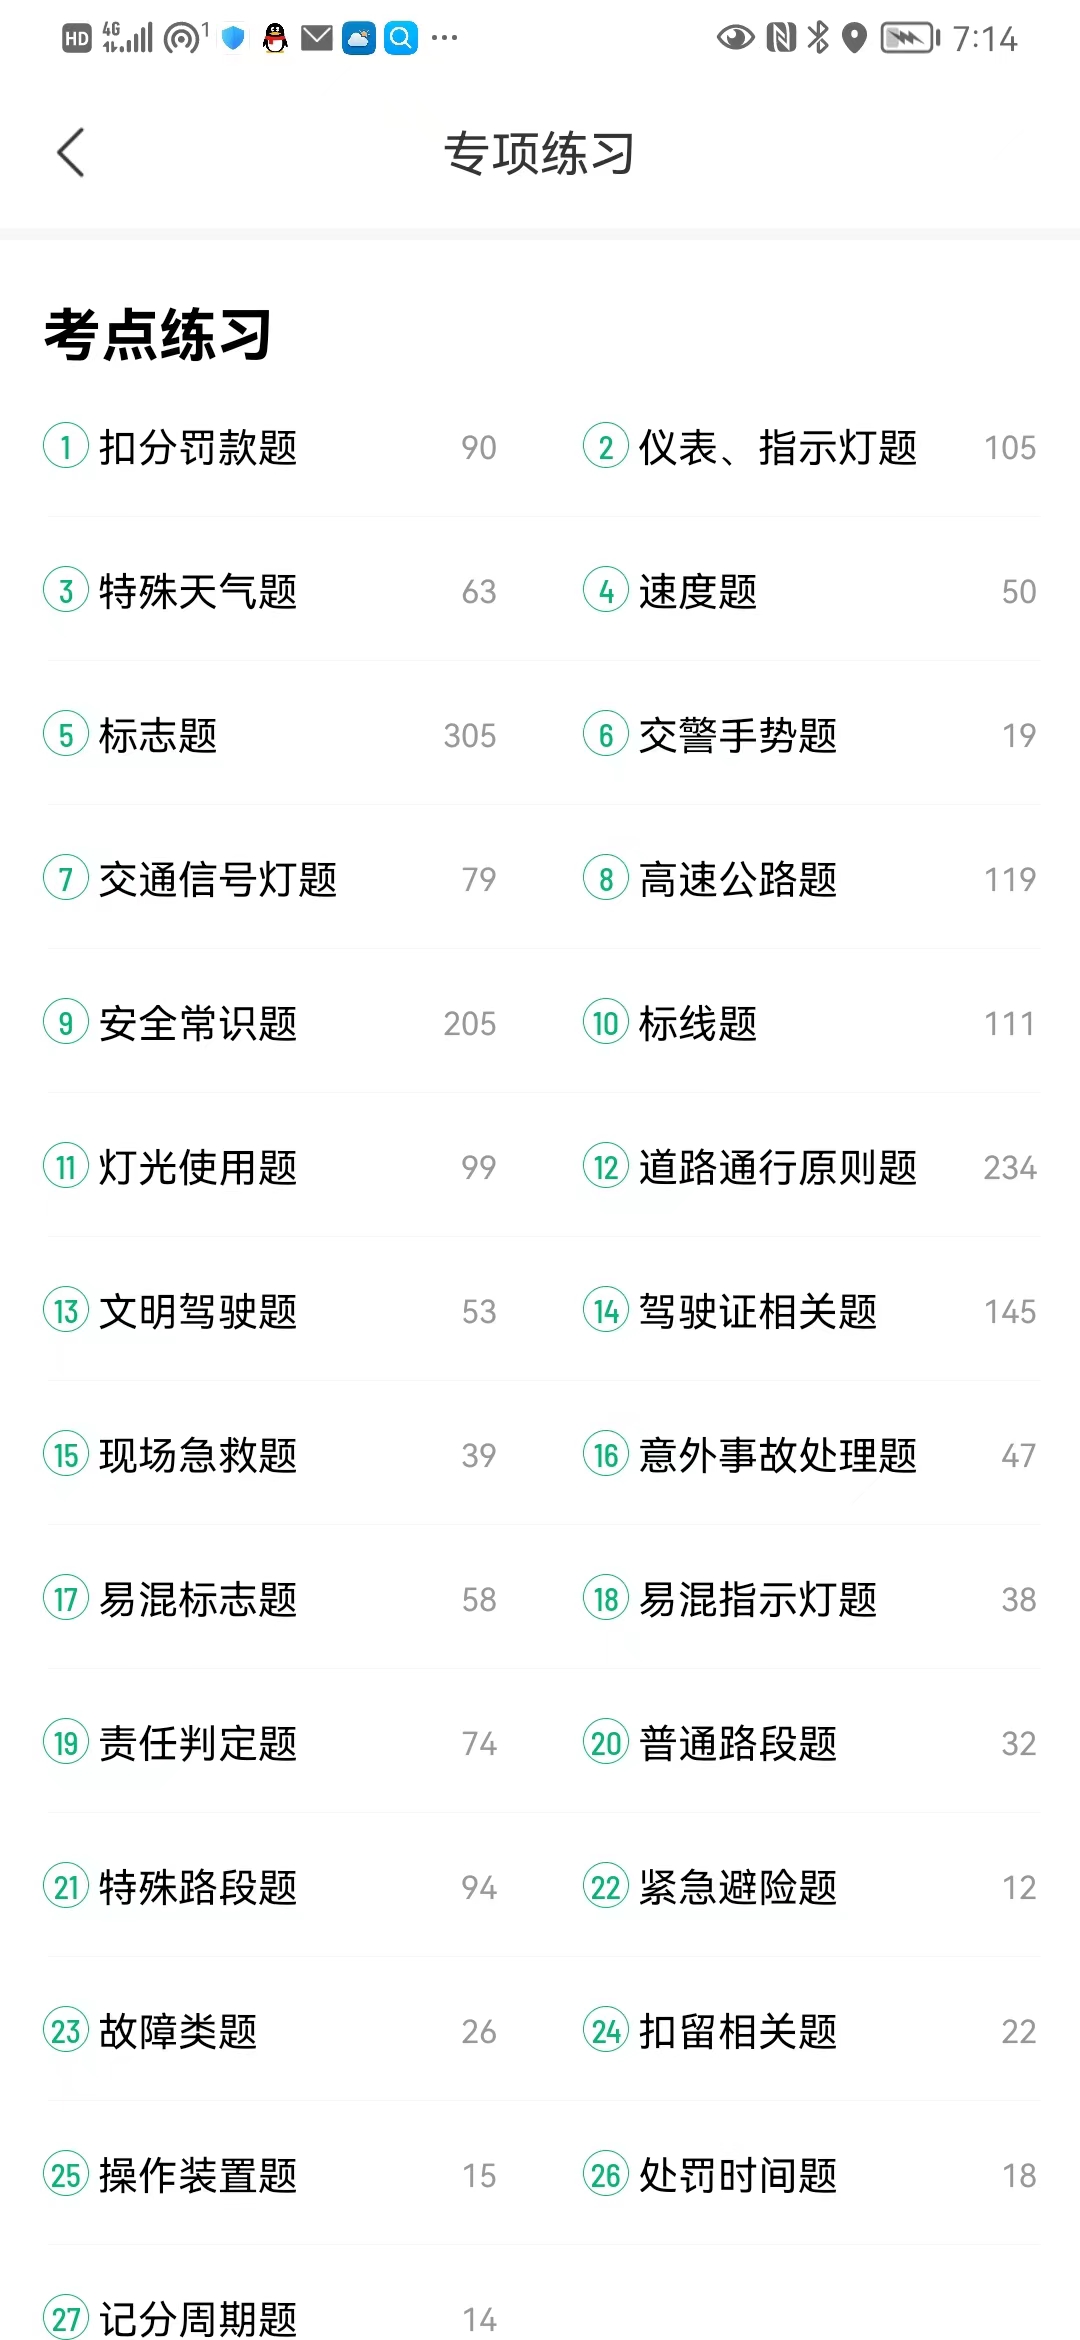 HD 4G 1 7:14
专项练习
考点练习
1 扣分罚款题 90 2 仪表、指示灯题 105
3 特殊天气题 63 4 速度题 50
5 标志题 305 6 交警手势题 19
7 交通信号灯题 79 8 高速公路题 119
9 安全常识题 205 10 标线题 111
11 灯光使用题 99 12 道路通行原则题 234
13 文明驾驶题 53 14 驾驶证相关题 145
15 现场急救题 39 16 意外事故处理题 47
17 易混标志题 58 18 易混指示灯题 38
19 责任判定题 74 20 普通路段题 32
21 特殊路段题 94 22 紧急避险题 12
23 故障类题 26 24 扣留相关题 22
25 操作装置题 15 26 处罚时间题 18
27 记分周期题 14